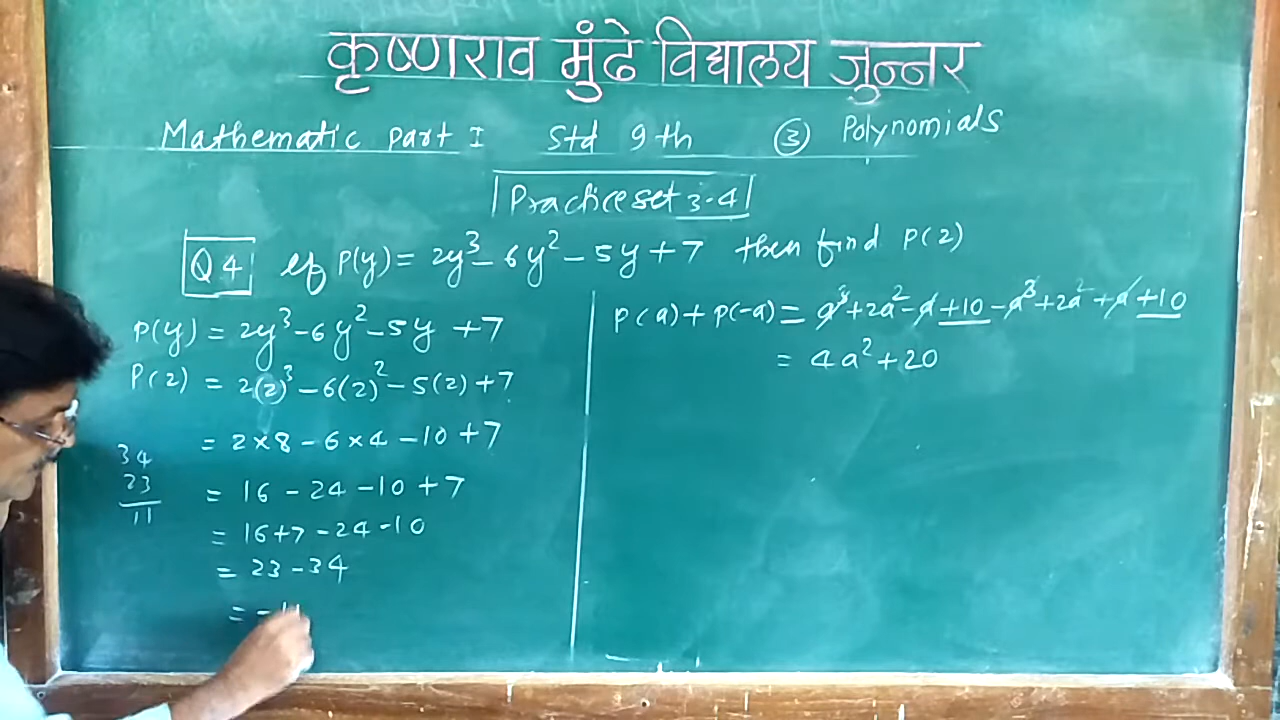 कृष्णराव मुंढे विद्यालय जुन्नर
Mathematic part I Std 9th ③ Polynomials
Practice set 3.4
Q4 If P(y) = 2y³ - 6y² - 5y + 7 then find P(2)
P(y) = 2y³ - 6y² - 5y + 7
P(2) = 2(2)³ - 6(2)² - 5(2) + 7
= 2×8 - 6×4 - 10 + 7
= 16 - 24 - 10 + 7
= 16+7 - 24 - 10
= 23 - 34
= -11
34
23
11
P(a) + P(-a) = a³ + 2a² - a + 10 - a³ + 2a² + a + 10
= 4a² + 20